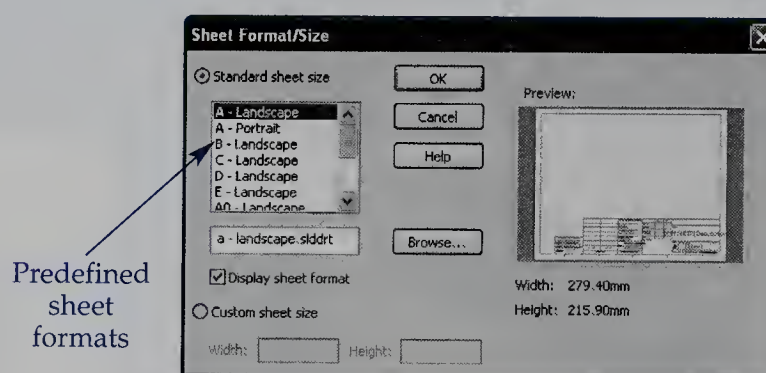 Sheet Format/Size
Standard sheet size
OK
Preview:
A - Landscape
A - Portrait
B - Landscape
C - Landscape
D - Landscape
E - Landscape
A0 - Landscape
Cancel
Help
a - landscape.slddrt
Browse...
Display sheet format
Width: 279.40mm
Height: 215.90mm
Custom sheet size
Width: Height:
Predefined
sheet
formats